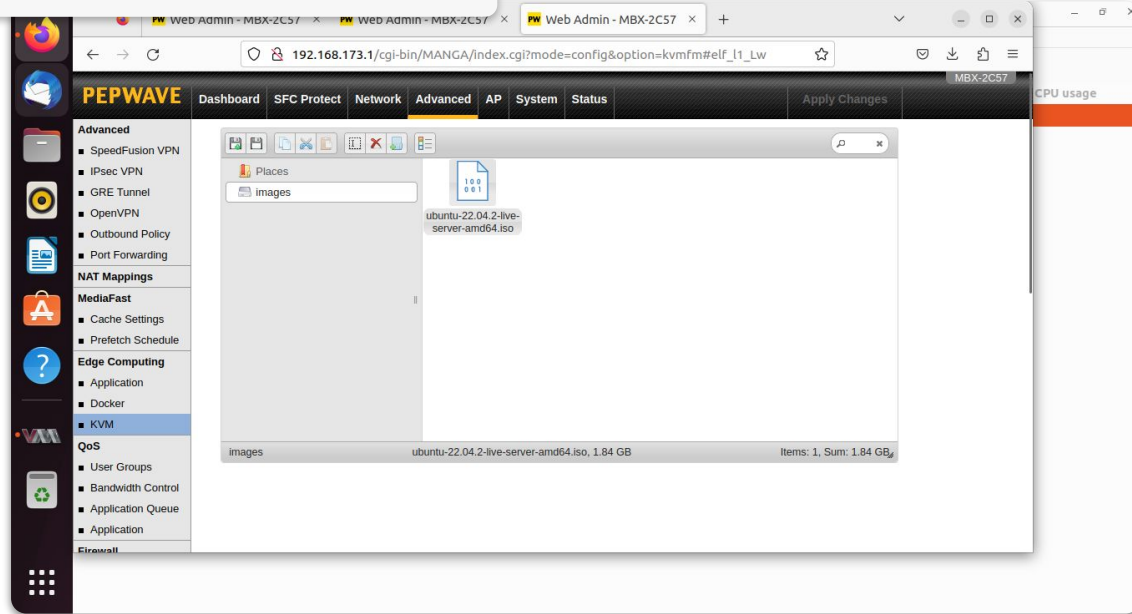 Web Admin - MBX-2C57
Web Admin - MBX-2C57
PW Web Admin - MBX-2C57
192.168.173.1/cgi-bin/MANGA/index.cgi?mode=config&option=kvmfm#elf_l1_Lw
MBX-2C57
CPU usage
PEPWAVE Dashboard SFC Protect Network Advanced AP System Status Apply Changes
Advanced
SpeedFusion VPN
IPsec VPN
GRE Tunnel
OpenVPN
Outbound Policy
Port Forwarding
NAT Mappings
MediaFast
Cache Settings
Prefetch Schedule
Edge Computing
Application
Docker
KVM
QoS
User Groups
Bandwidth Control
Application Queue
Application
Firewall
Places
images
100
001
ubuntu-22.04.2-live-
server-amd64.iso
images ubuntu-22.04.2-live-server-amd64.iso, 1.84 GB Items: 1, Sum: 1.84 GB